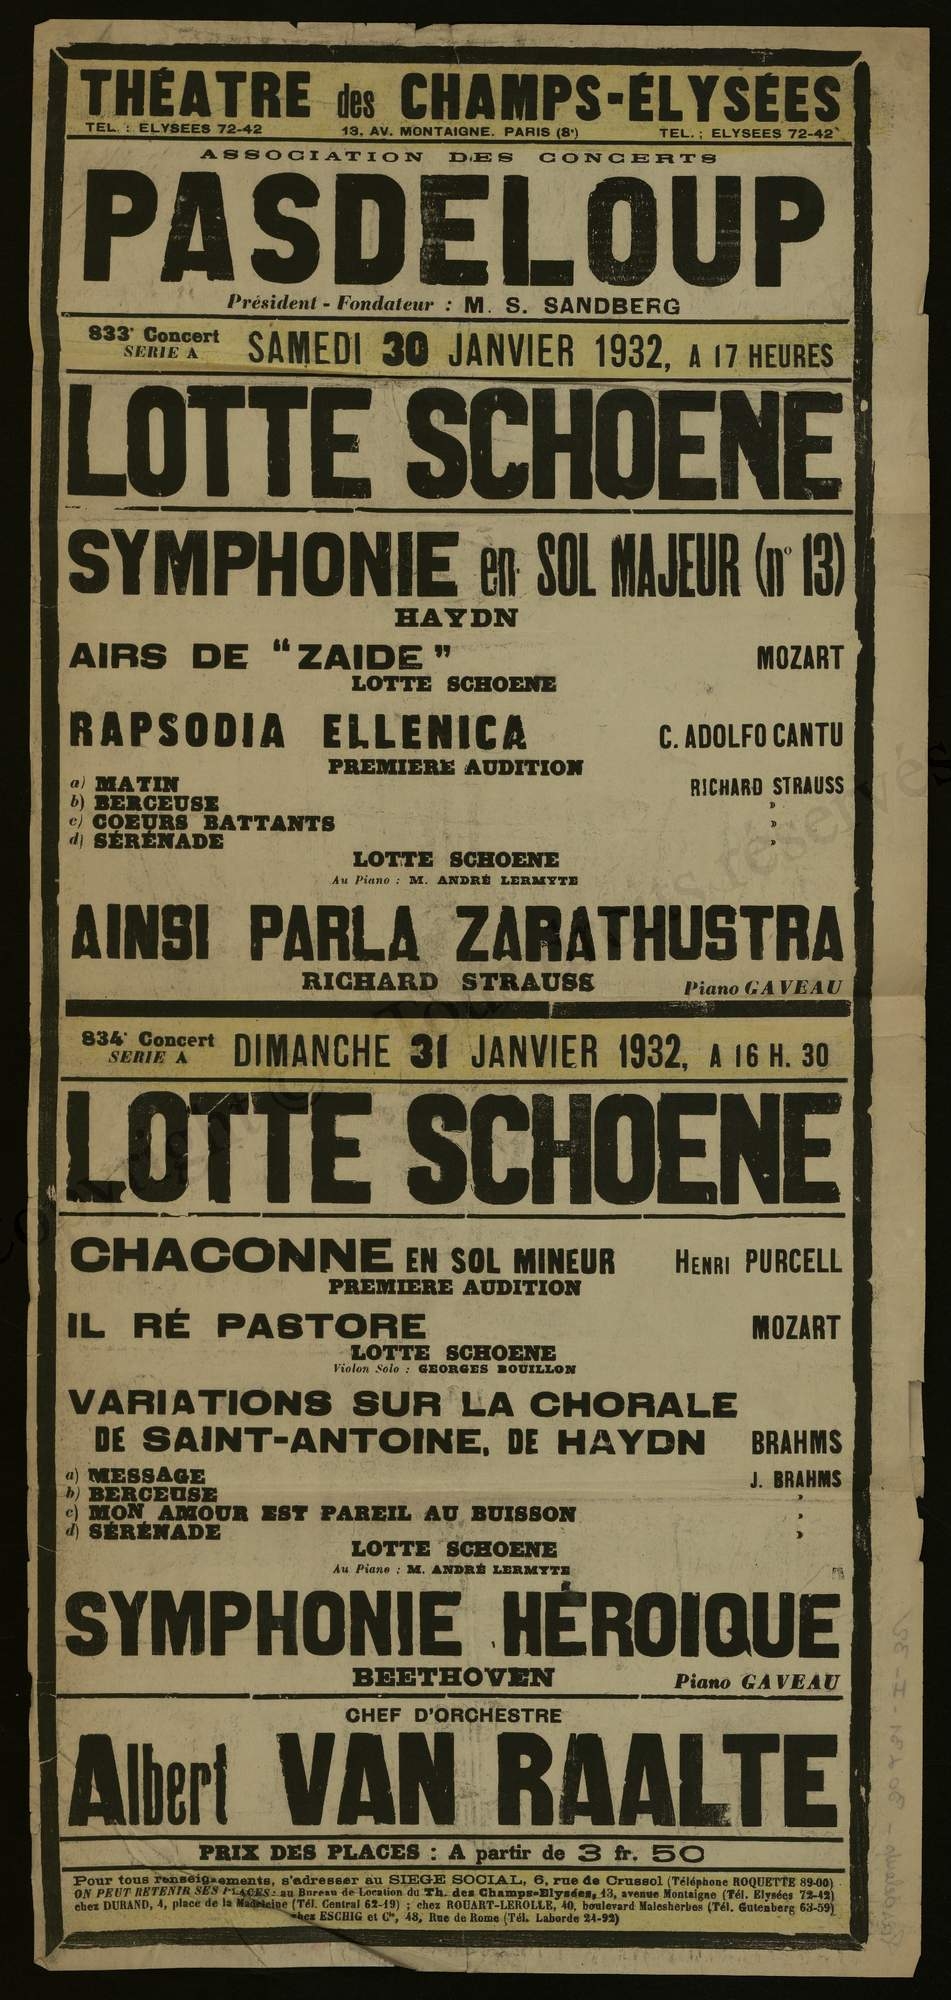 THÉATRE des CHAMPS-ÉLYSÉES
TEL. : ELYSEES 72-42 13, AV. MONTAIGNE. PARIS (8e) TEL. : ELYSEES 72-42
ASSOCIATION DES CONCERTS
PASDELOUP
Président - Fondateur : M. S. SANDBERG
833e Concert
SERIE A
SAMEDI 30 JANVIER 1932, A 17 HEURES
LOTTE SCHOENE
SYMPHONIE en SOL MAJEUR (n° 13)
HAYDN
AIRS DE "ZAIDE" MOZART
LOTTE SCHOENE
RAPSODIA ELLENICA C. ADOLFO CANTU
PREMIERE AUDITION
a) MATIN RICHARD STRAUSS
b) BERCEUSE »
c) COEURS BATTANTS »
d) SÉRÉNADE »
LOTTE SCHOENE
Au Piano : M. ANDRÉ LERMYTE
AINSI PARLA ZARATHUSTRA
RICHARD STRAUSS Piano GAVEAU
834e Concert
SERIE A
DIMANCHE 31 JANVIER 1932, A 16 H. 30
LOTTE SCHOENE
CHACONNE EN SOL MINEUR HENRI PURCELL
PREMIERE AUDITION
IL RÉ PASTORE MOZART
LOTTE SCHOENE
Violon Solo : GEORGES BOUILLON
VARIATIONS SUR LA CHORALE
DE SAINT-ANTOINE, DE HAYDN BRAHMS
a) MESSAGE J. BRAHMS
b) BERCEUSE »
c) MON AMOUR EST PAREIL AU BUISSON »
d) SÉRÉNADE »
LOTTE SCHOENE
Au Piano : M. ANDRÉ LERMYTE
SYMPHONIE HÉROIQUE
BEETHOVEN Piano GAVEAU
CHEF D'ORCHESTRE
Albert VAN RAALTE
PRIX DES PLACES : A partir de 3 fr. 50
Pour tous renseignements, s'adresser au SIEGE SOCIAL, 6, rue de Crussol (Téléphone ROQUETTE 89-00)
ON PEUT RETENIR SES PLACES : au Bureau de Location du Th. des Champs-Elysées, 13, avenue Montaigne (Tél. Elysées 72-42)
chez DURAND, 4, place de la Madeleine (Tél. Central 62-19) ; chez ROUART-LEROLLE, 40, boulevard Malesherbes (Tél. Gutenberg 63-59)
chez ESCHIG et Cie, 48, Rue de Rome (Tél. Laborde 24-92)
Pasdeloup - 30 & 31 - I - 32
Copyright © Tous droits réservés